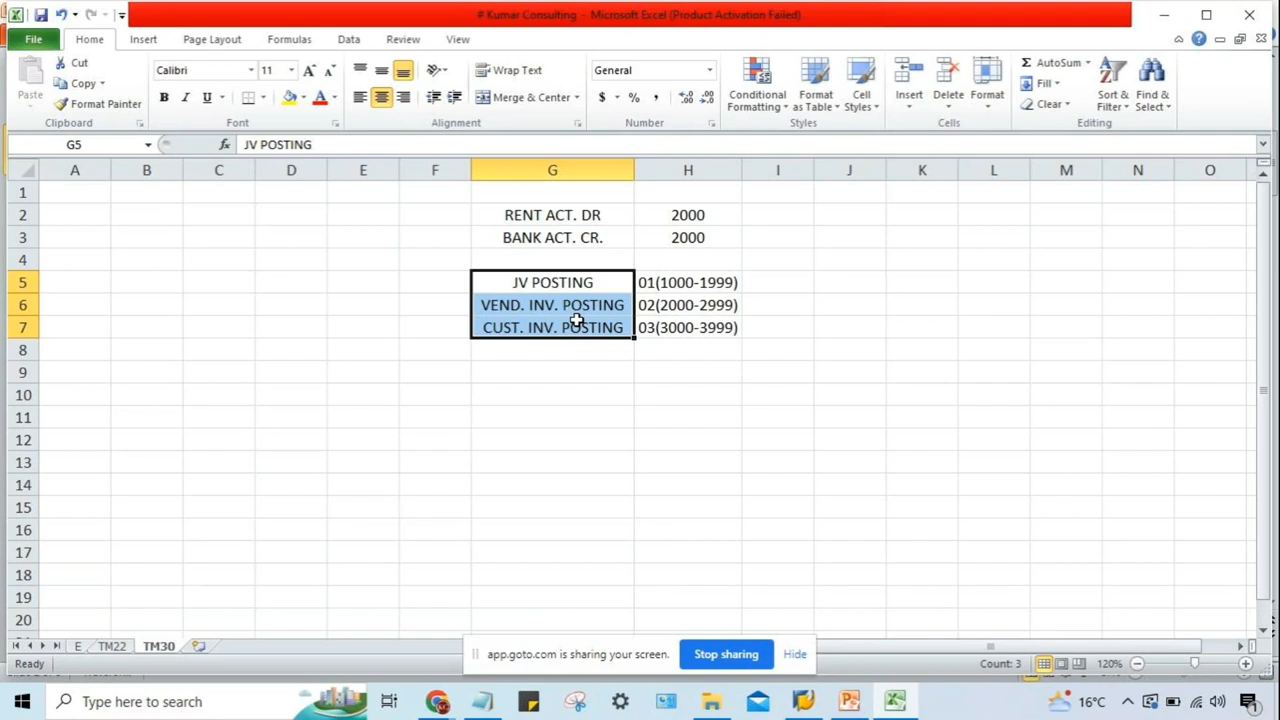 # Kumar Consulting - Microsoft Excel (Product Activation Failed)
File Home Insert Page Layout Formulas Data Review View
Paste
Cut
Copy
Format Painter
Clipboard
Calibri 11
B I U
Font
Wrap Text
Merge & Center
Alignment
General
$ % ,
Number
Conditional Formatting
Format as Table
Cell Styles
Styles
Insert Delete Format
Cells
AutoSum
Fill
Clear
Sort & Filter
Find & Select
Editing
G5 fx JV POSTING
A B C D E F G H I J K L M N O
1
2 RENT ACT. DR 2000
3 BANK ACT. CR. 2000
4
5 JV POSTING 01(1000-1999)
6 VEND. INV. POSTING 02(2000-2999)
7 CUST. INV. POSTING 03(3000-3999)
8
9
10
11
12
13
14
15
16
17
18
19
20
E TM22 TM30
app.goto.com is sharing your screen. Stop sharing Hide
Ready Count: 3 120%
Type here to search 16°C